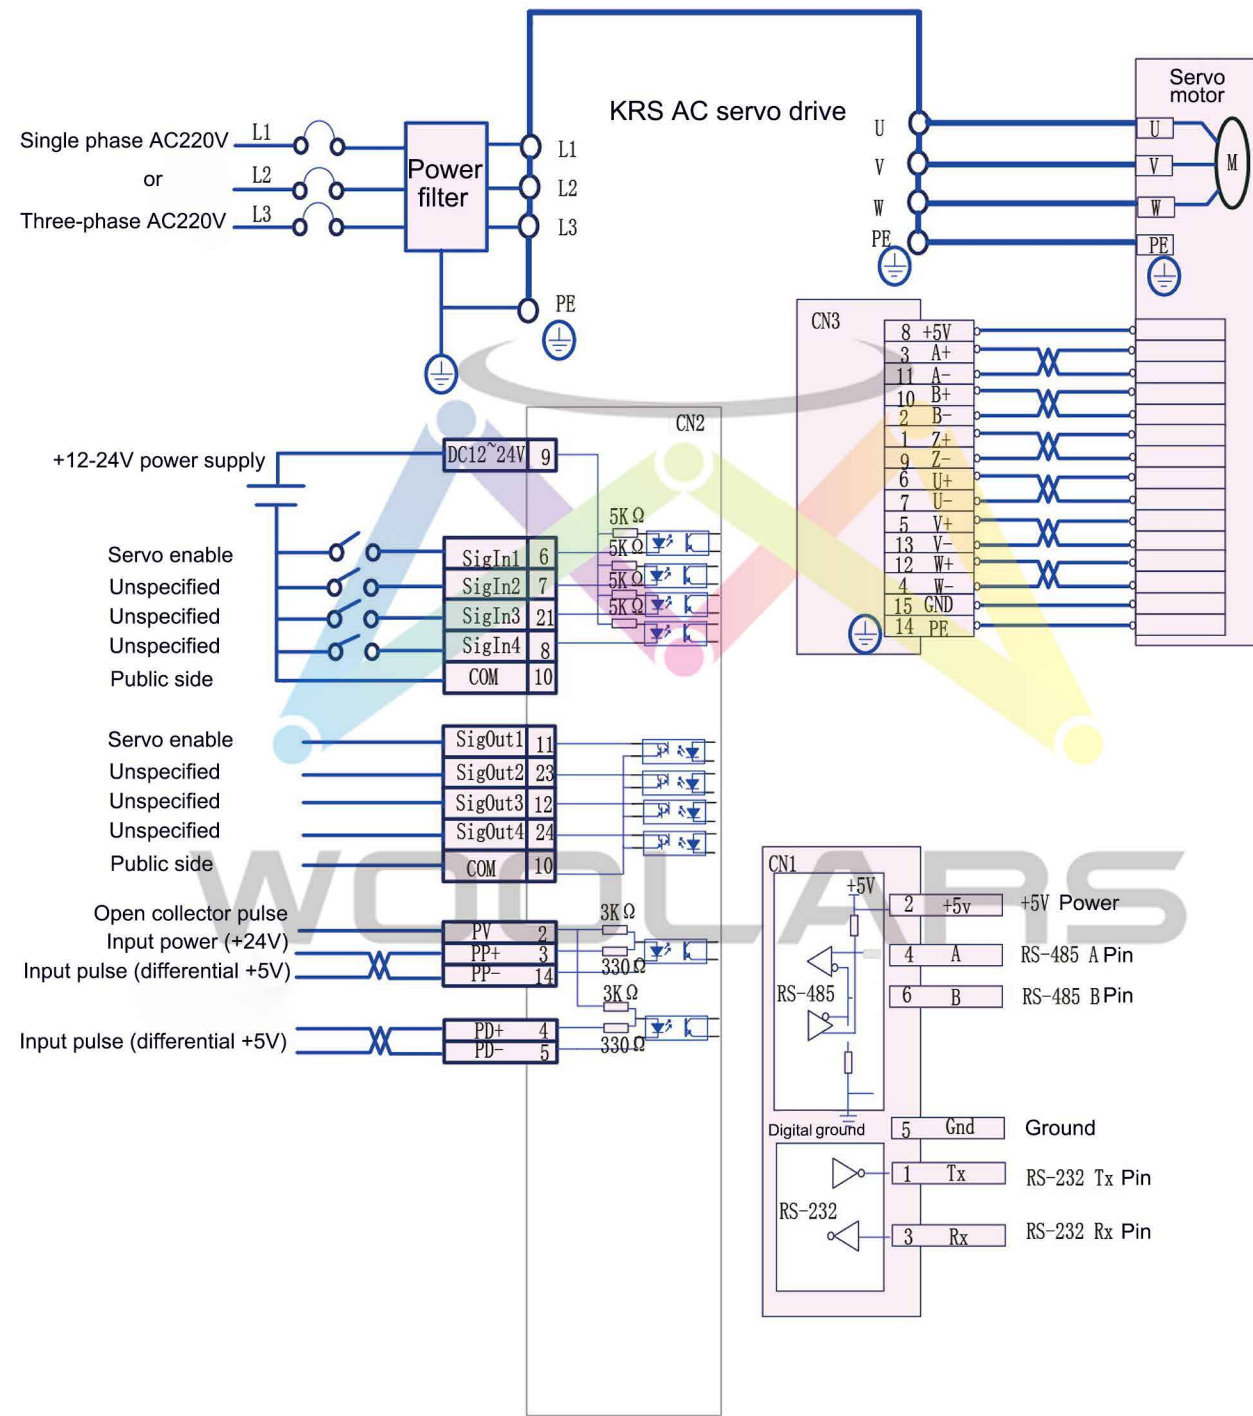 KRS AC servo drive
Servo
motor
Single phase AC220V L1
or
L2
Three-phase AC220V L3
Power
filter
L1
L2
L3
PE
U
V
W
PE
U
V
W
PE
M
CN3
8 +5V
3 A+
11 A-
10 B+
2 B-
1 Z+
9 Z-
6 U+
7 U-
5 V+
13 V-
12 W+
4 W-
15 GND
14 PE
CN2
+12-24V power supply
DC12~24V 9
Servo enable SigIn1 6
Unspecified SigIn2 7
Unspecified SigIn3 21
Unspecified SigIn4 8
Public side COM 10
5KΩ
5KΩ
5KΩ
5KΩ
Servo enable SigOut1 11
Unspecified SigOut2 23
Unspecified SigOut3 12
Unspecified SigOut4 24
Public side COM 10
WOOLARS
Open collector pulse
Input power (+24V)
Input pulse (differential +5V)
PV 2
PP+ 3
PP- 14
3KΩ
330Ω
3KΩ
330Ω
Input pulse (differential +5V)
PD+ 4
PD- 5
CN1
+5V
RS-485
Digital ground
RS-232
2 +5v +5V Power
4 A RS-485 A Pin
6 B RS-485 B Pin
5 Gnd Ground
1 Tx RS-232 Tx Pin
3 Rx RS-232 Rx Pin